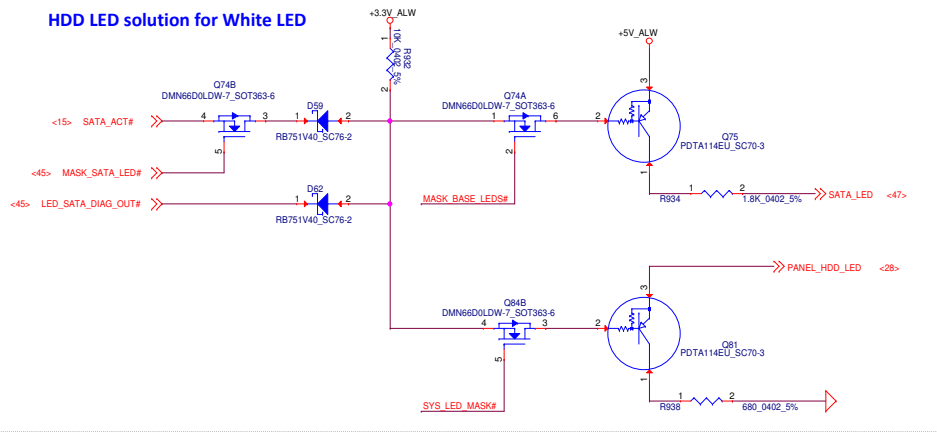 HDD LED solution for White LED
+3.3V_ALW
1
10K_0402_5%
R932
2
+5V_ALW
Q74B
DMN66D0LDW-7_SOT363-6
<15> SATA_ACT#
4
3
5
D59
1
2
RB751V40_SC76-2
Q74A
DMN66D0LDW-7_SOT363-6
1
6
2
3
2
Q75
PDTA114EU_SC70-3
1
<45> MASK_SATA_LED#
<45> LED_SATA_DIAG_OUT#
D62
1
2
RB751V40_SC76-2
MASK_BASE_LEDS#
R934
1
2
1.8K_0402_5%
SATA_LED <47>
PANEL_HDD_LED <28>
Q84B
DMN66D0LDW-7_SOT363-6
4
3
5
3
2
Q81
PDTA114EU_SC70-3
1
SYS_LED_MASK#
R938
1
2
680_0402_5%